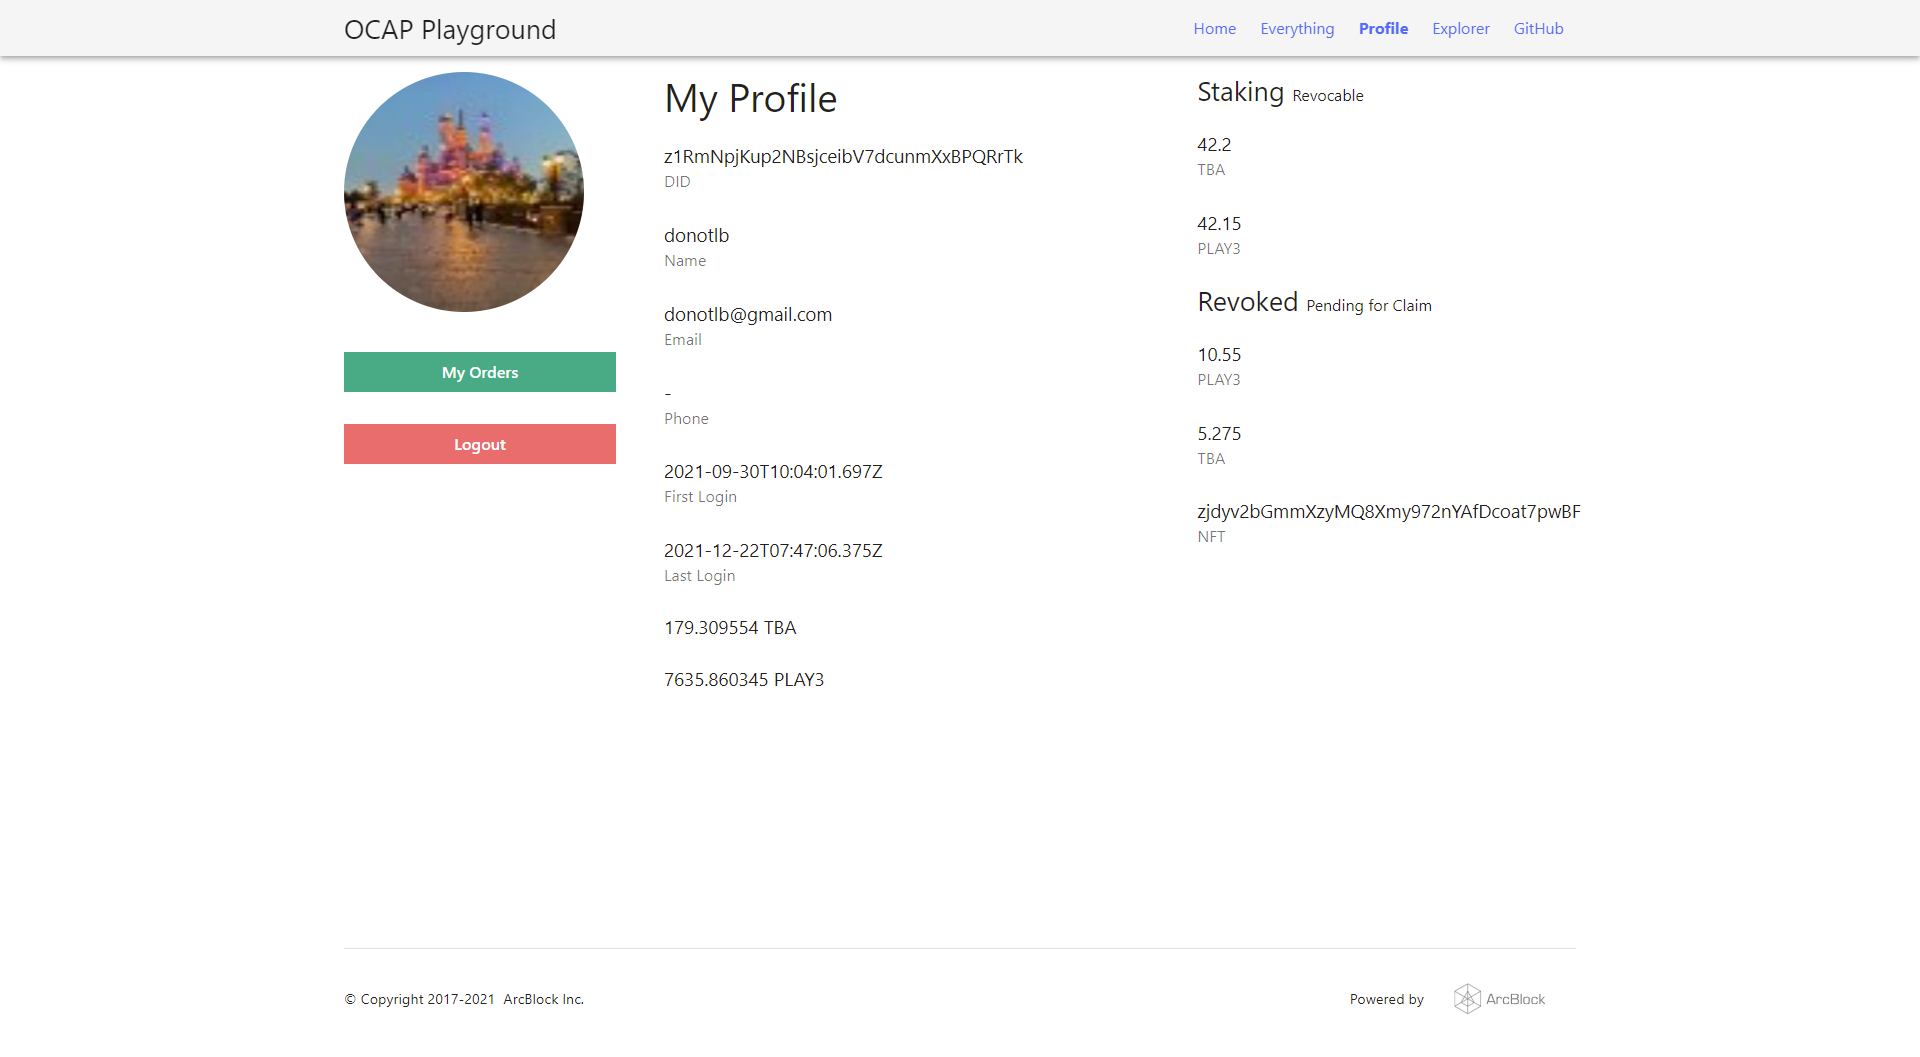 OCAP Playground
Home Everything Profile Explorer GitHub
My Orders
Logout
My Profile
z1RmNpjKup2NBsjceibV7dcunmXxBPQRrTk
DID
donotlb
Name
donotlb@gmail.com
Email
-
Phone
2021-09-30T10:04:01.697Z
First Login
2021-12-22T07:47:06.375Z
Last Login
179.309554 TBA
7635.860345 PLAY3
Staking Revocable
42.2
TBA
42.15
PLAY3
Revoked Pending for Claim
10.55
PLAY3
5.275
TBA
zjdyv2bGmmXzyMQ8Xmy972nYAfDcoat7pwBF
NFT
© Copyright 2017-2021 ArcBlock Inc.
Powered by ArcBlock